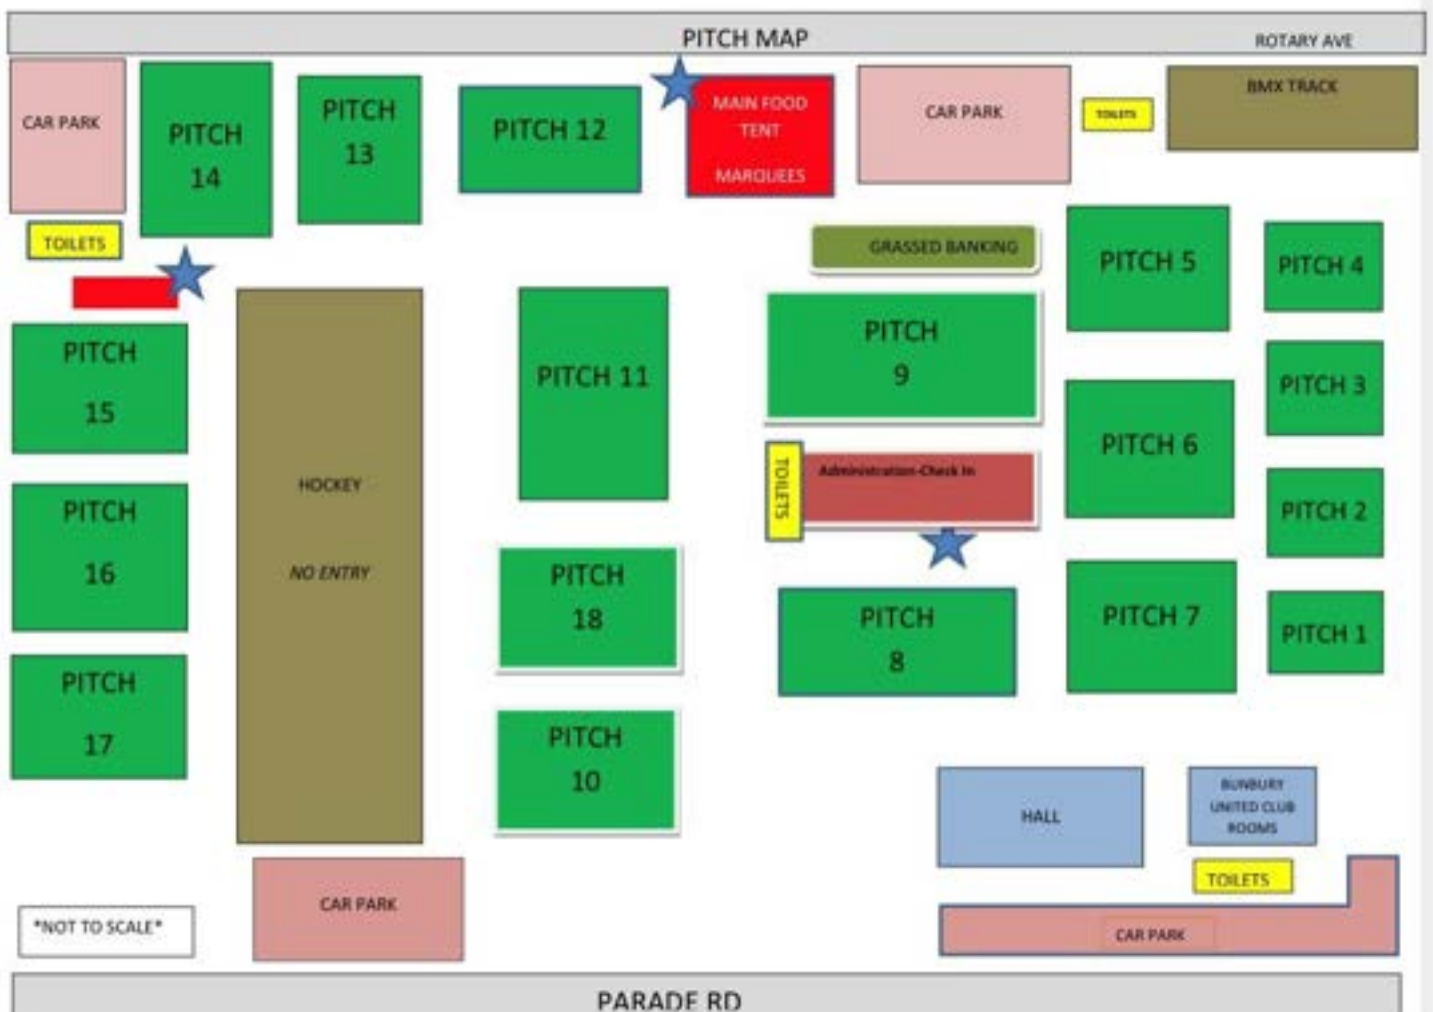 PITCH MAP
ROTARY AVE
CAR PARK
PITCH
14
PITCH
13
PITCH 12
MAIN FOOD
TENT
MARQUEES
CAR PARK
TOILETS
BMX TRACK
TOILETS
GRASSED BANKING
PITCH 5
PITCH 4
PITCH
15
PITCH 11
PITCH
9
PITCH 3
HOCKEY
NO ENTRY
TOILETS
Administration-Check In
PITCH 6
PITCH 2
PITCH
16
PITCH
18
PITCH
8
PITCH 7
PITCH 1
PITCH
17
PITCH
10
HALL
BUNBURY
UNITED CLUB
ROOMS
TOILETS
CAR PARK
*NOT TO SCALE*
CAR PARK
PARADE RD